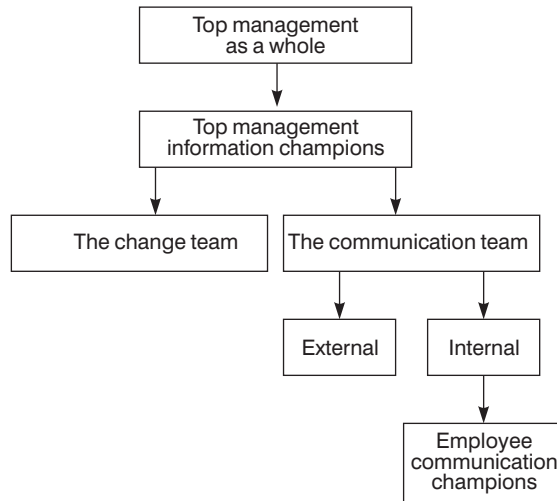 Top management
as a whole
Top management
information champions
The change team
The communication team
External
Internal
Employee
communication
champions